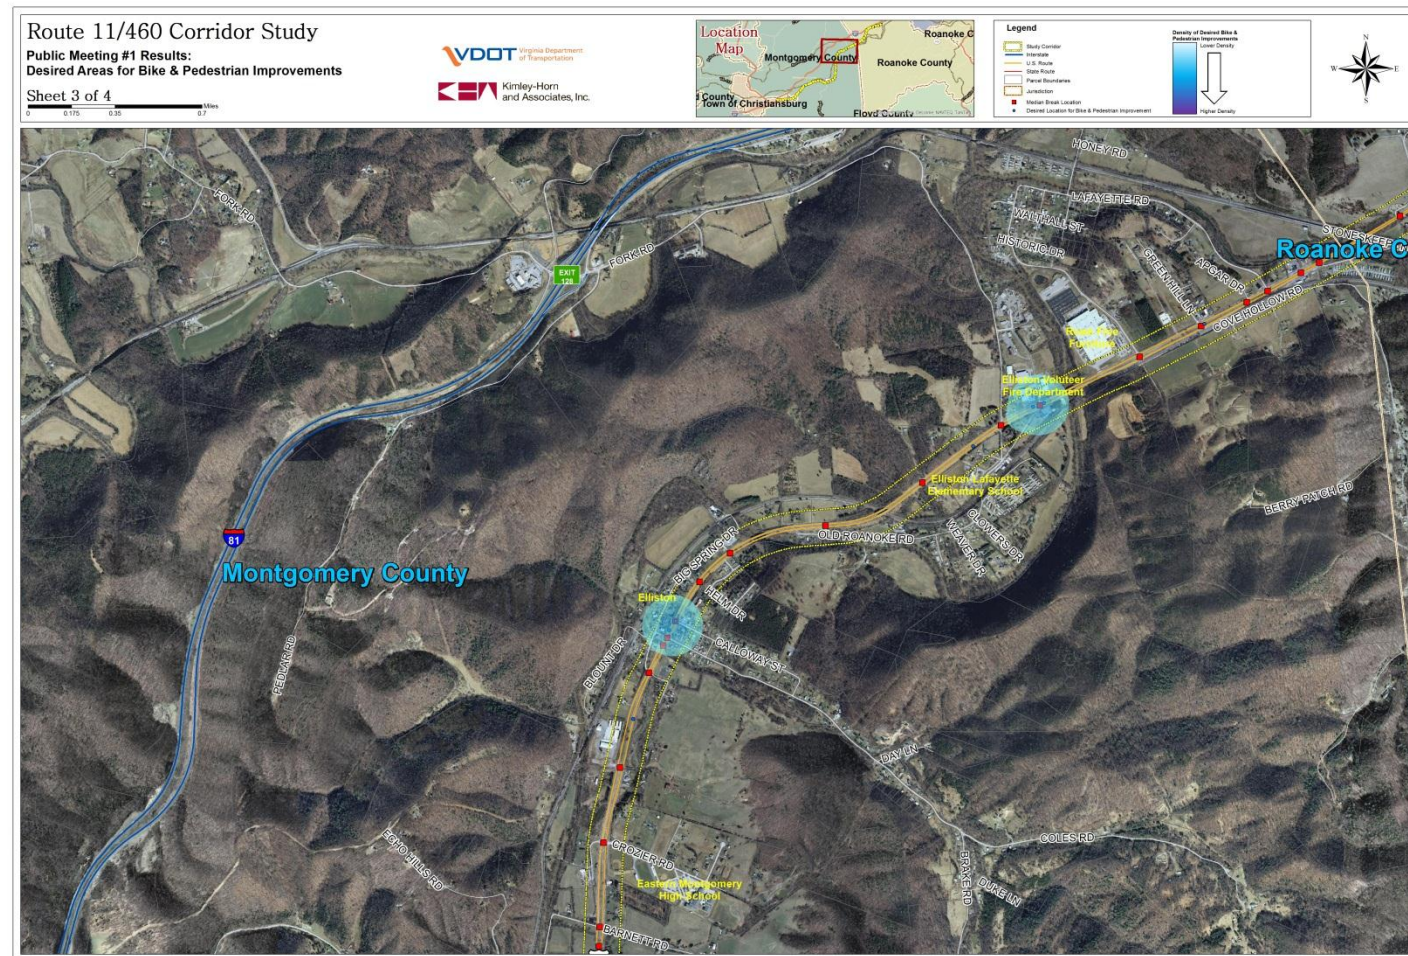 Route 11/460 Corridor Study
Public Meeting #1 Results:
Desired Areas for Bike & Pedestrian Improvements
Sheet 3 of 4
0 0.175 0.35 0.7 Miles
VDOT Virginia Department
of Transportation
Kimley-Horn
and Associates, Inc.
Location
Map
Roanoke C
Montgomery County
Roanoke County
d County
Town of Christiansburg
Floyd County
Legend
Study Corridor
Interstate
U.S. Route
State Route
Parcel Boundaries
Jurisdiction
Median Break Location
Desired Location for Bike & Pedestrian Improvement
Density of Desired Bike &
Pedestrian Improvements
Lower Density
Higher Density
N
W
E
S
HONEY RD
FORK RD
LAFAYETTE RD
WALTHALL ST
HISTORIC DR
FORK RD
EXIT
128
GREEN HILL LN
APGAR DR
Roanoke C
COVE HOLLOW RD
Elliston Voluteer
Fire Department
Elliston-Lafayette
Elementary School
BERRY PATCH RD
CLOWERS DR
WEAVER DR
OLD ROANOKE RD
BIG SPRING DR
81
Montgomery County
HELM DR
Elliston
CALLOWAY ST
BLOUNT DR
PEDLAR RD
DAY LN
COLES RD
ECHO HILLS RD
CROZIER RD
BRAKE RD
DUKE LN
Eastern Montgomery
High School
BARNETT RD